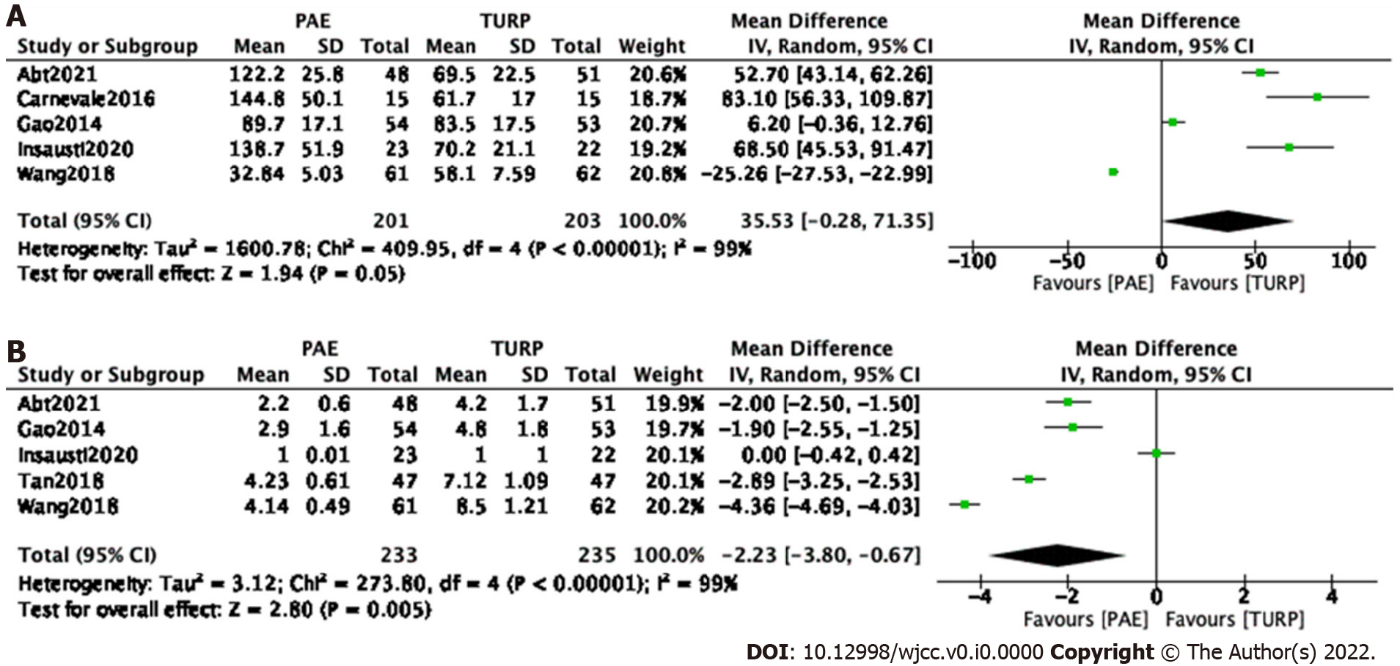 A
PAE TURP Mean Difference Mean Difference
Study or Subgroup Mean SD Total Mean SD Total Weight IV, Random, 95% CI IV, Random, 95% CI
Abt2021 122.2 25.8 48 69.5 22.5 51 20.6% 52.70 [43.14, 62.26]
Carnevale2016 144.8 50.1 15 61.7 17 15 18.7% 83.10 [56.33, 109.87]
Gao2014 89.7 17.1 54 83.5 17.5 53 20.7% 6.20 [−0.36, 12.76]
Insausti2020 138.7 51.9 23 70.2 21.1 22 19.2% 68.50 [45.53, 91.47]
Wang2018 32.84 5.03 61 58.1 7.59 62 20.8% −25.26 [−27.53, −22.99]
Total (95% CI) 201 203 100.0% 35.53 [−0.28, 71.35]
Heterogeneity: Tau² = 1600.78; Chi² = 409.95, df = 4 (P < 0.00001); I² = 99%
Test for overall effect: Z = 1.94 (P = 0.05)
−100 −50 0 50 100
Favours [PAE] Favours [TURP]
B
PAE TURP Mean Difference Mean Difference
Study or Subgroup Mean SD Total Mean SD Total Weight IV, Random, 95% CI IV, Random, 95% CI
Abt2021 2.2 0.6 48 4.2 1.7 51 19.9% −2.00 [−2.50, −1.50]
Gao2014 2.9 1.6 54 4.8 1.8 53 19.7% −1.90 [−2.55, −1.25]
Insausti2020 1 0.01 23 1 1 22 20.1% 0.00 [−0.42, 0.42]
Tan2018 4.23 0.61 47 7.12 1.09 47 20.1% −2.89 [−3.25, −2.53]
Wang2018 4.14 0.49 61 8.5 1.21 62 20.2% −4.36 [−4.69, −4.03]
Total (95% CI) 233 235 100.0% −2.23 [−3.80, −0.67]
Heterogeneity: Tau² = 3.12; Chi² = 273.80, df = 4 (P < 0.00001); I² = 99%
Test for overall effect: Z = 2.80 (P = 0.005)
−4 −2 0 2 4
Favours [PAE] Favours [TURP]
DOI: 10.12998/wjcc.v0.i0.0000 Copyright © The Author(s) 2022.